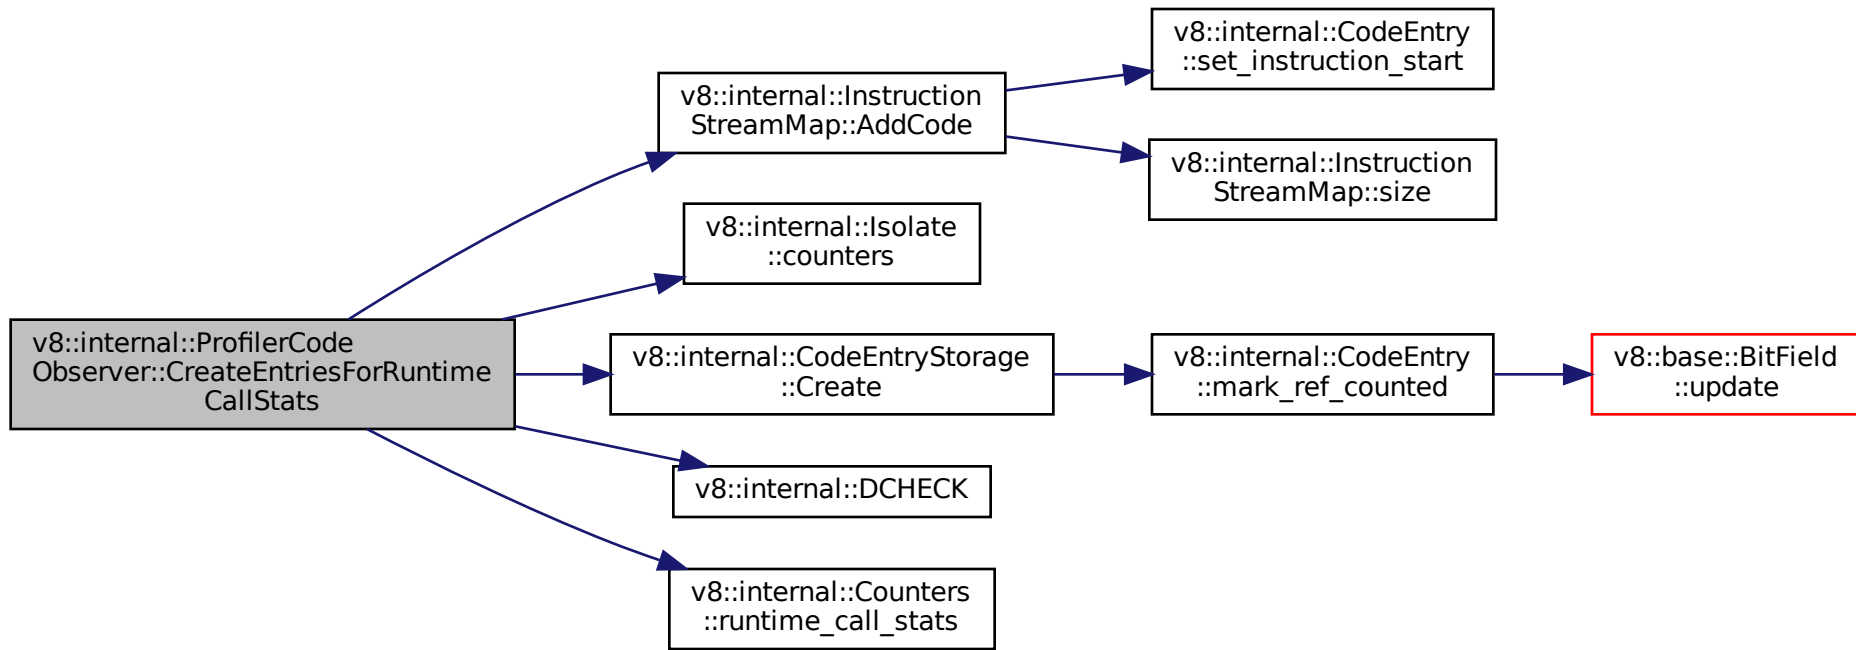 v8::internal::ProfilerCode
Observer::CreateEntriesForRuntime
CallStats
v8::internal::Instruction
StreamMap::AddCode
v8::internal::CodeEntry
::set_instruction_start
v8::internal::Instruction
StreamMap::size
v8::internal::Isolate
::counters
v8::internal::CodeEntryStorage
::Create
v8::internal::CodeEntry
::mark_ref_counted
v8::base::BitField
::update
v8::internal::DCHECK
v8::internal::Counters
::runtime_call_stats